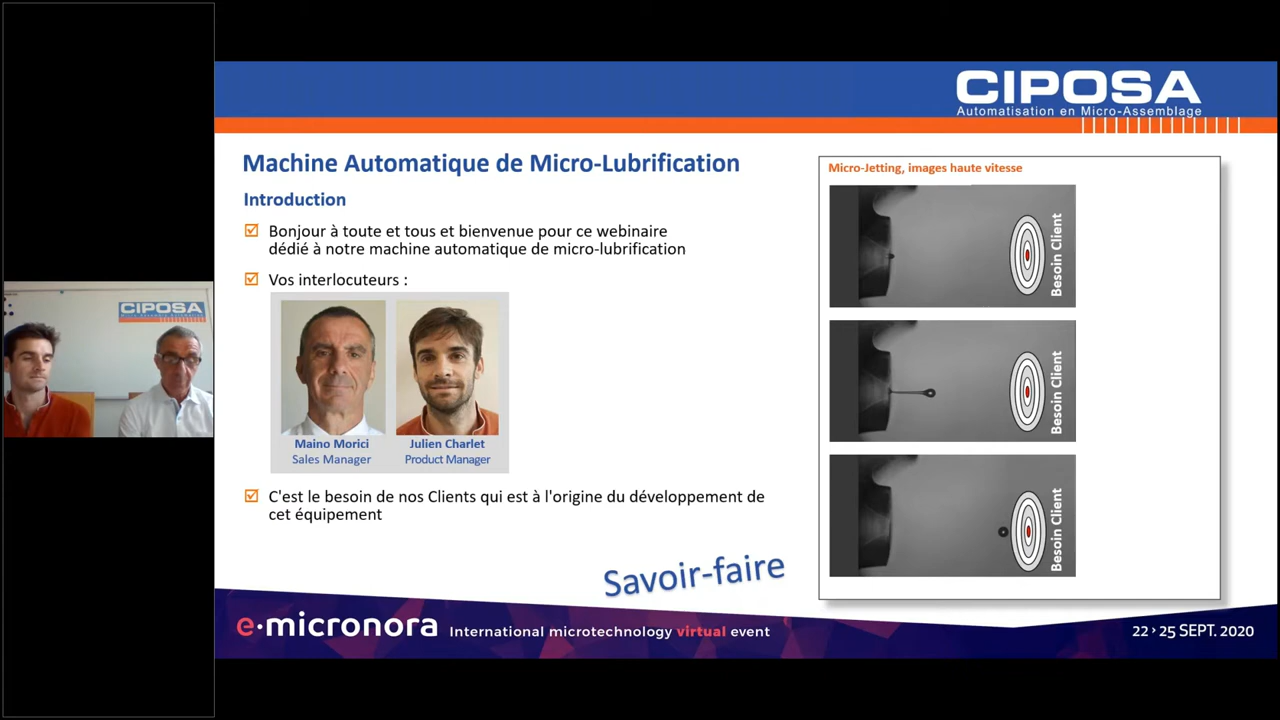 CIPOSA
Automatisation en Micro-Assemblage
Machine Automatique de Micro-Lubrification
Introduction
Bonjour à toute et tous et bienvenue pour ce webinaire
dédié à notre machine automatique de micro-lubrification
Vos interlocuteurs :
Maino Morici
Sales Manager
Julien Charlet
Product Manager
C'est le besoin de nos Clients qui est à l'origine du développement de
cet équipement
Savoir-faire
Micro-Jetting, images haute vitesse
Besoin Client
Besoin Client
Besoin Client
CIPOSA
e·micronora International microtechnology virtual event
22 > 25 SEPT. 2020